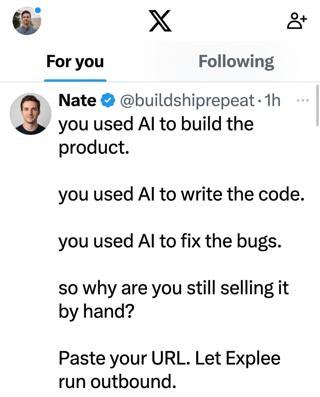 X
For you
Following
Nate @buildshiprepeat · 1h ...
you used AI to build the
product.
you used AI to write the code.
you used AI to fix the bugs.
so why are you still selling it
by hand?
Paste your URL. Let Explee
run outbound.